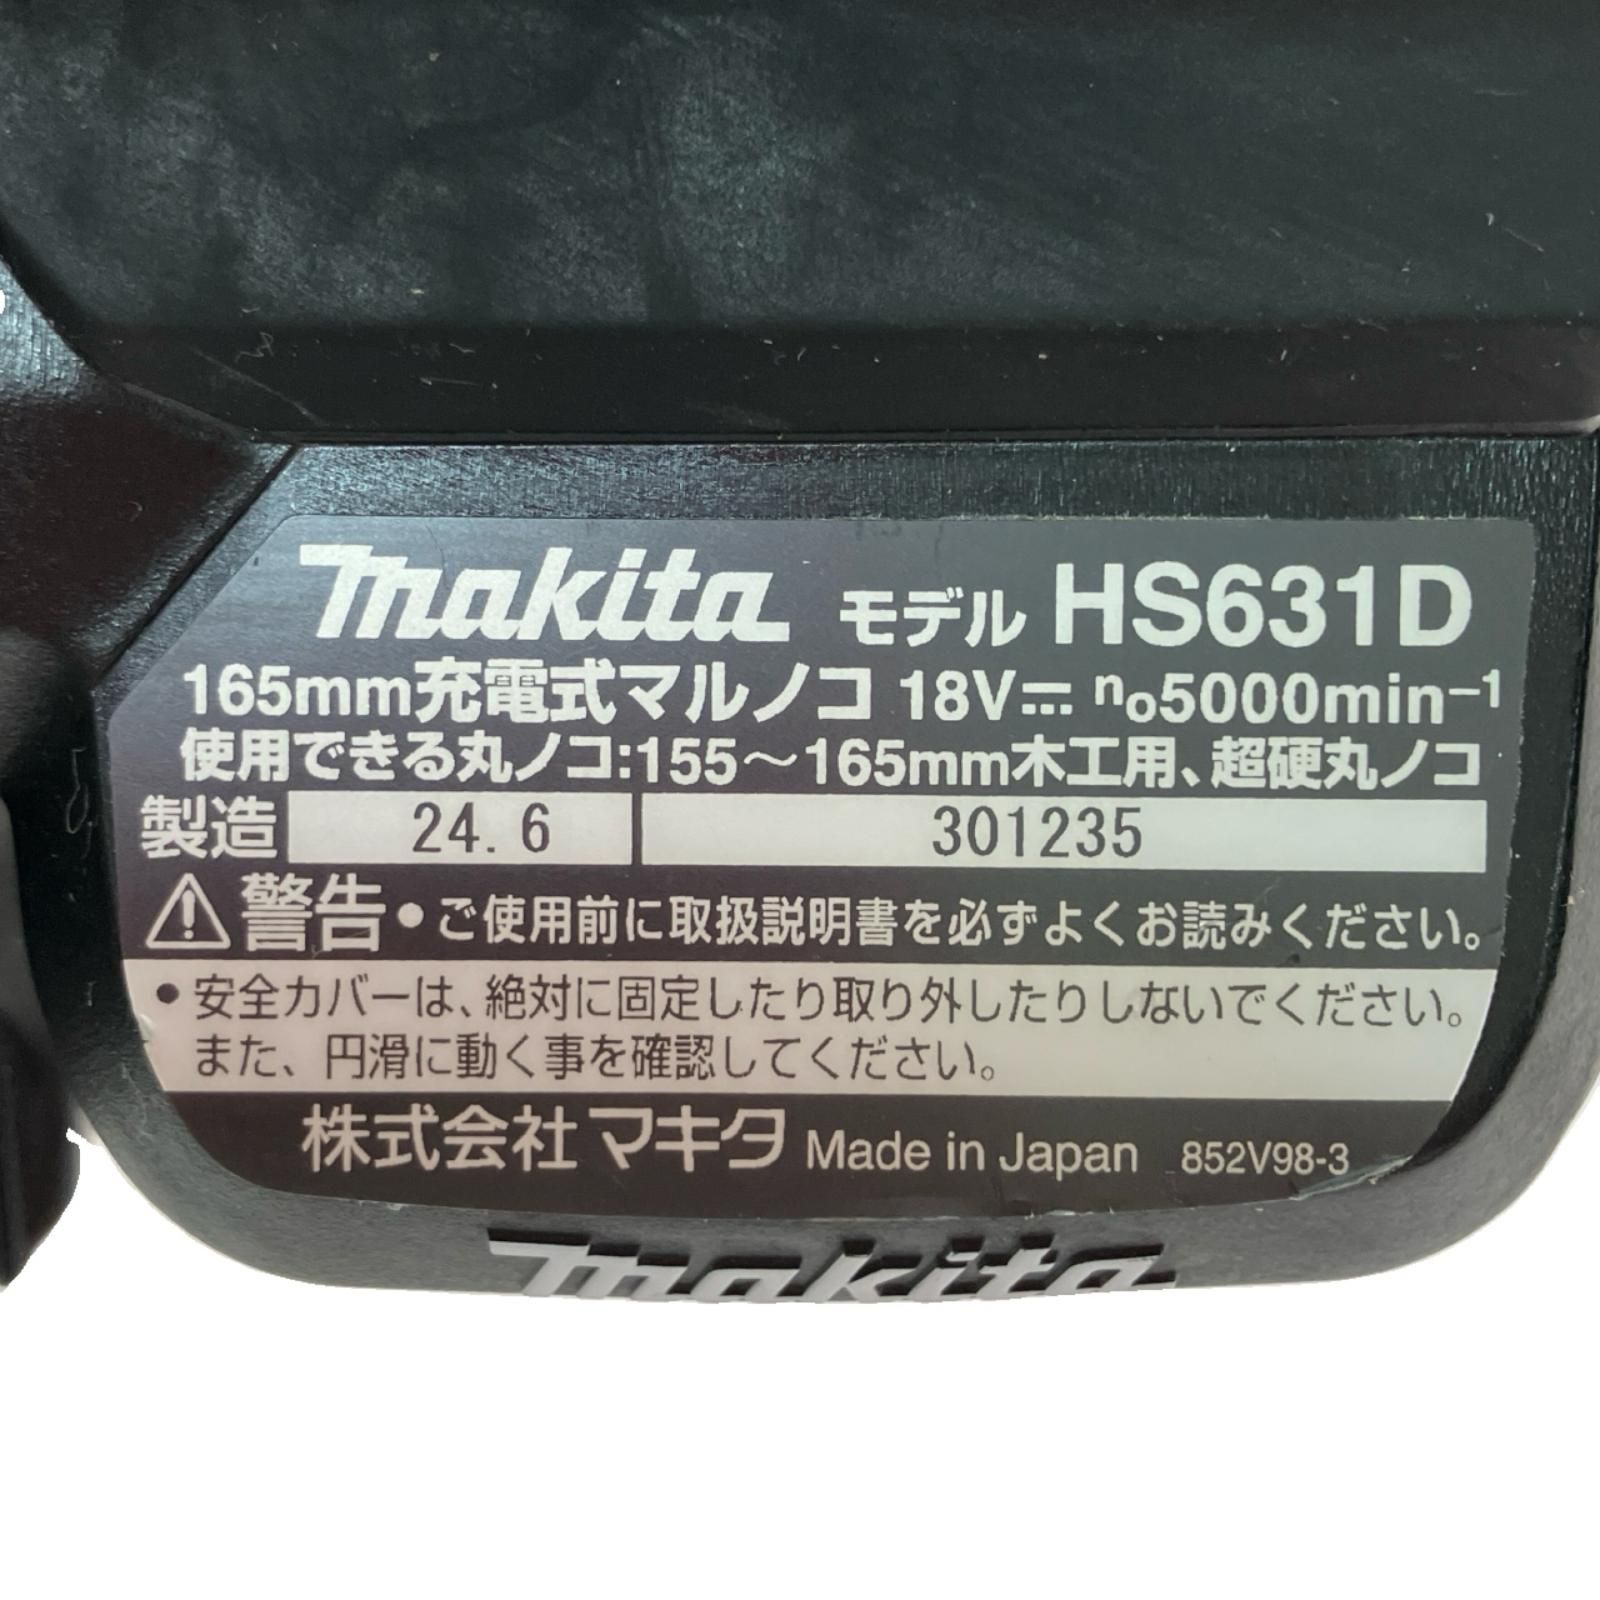 makita モデル HS631D
165mm充電式マルノコ 18V⎓ n₀5000min⁻¹
使用できる丸ノコ:155～165mm木工用、超硬丸ノコ
製造 24.6 301235
⚠警告 ●ご使用前に取扱説明書を必ずよくお読みください。
●安全カバーは、絶対に固定したり取り外したりしないでください。
また、円滑に動く事を確認してください。
株式会社マキタ Made in Japan 852V98-3
makita